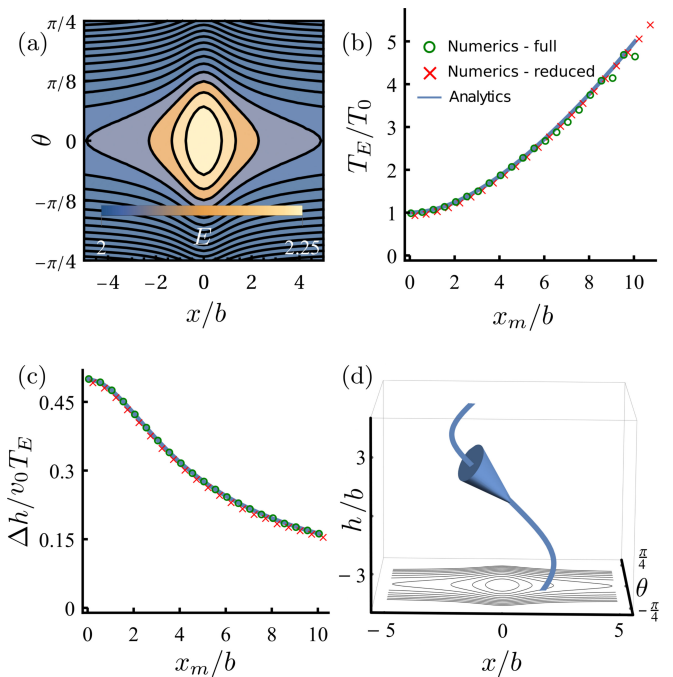 (a)
π/4
π/8
θ
0
−π/8
−π/4
2
E
2.25
−4
−2
0
2
4
x/b
(b)
Numerics - full
Numerics - reduced
Analytics
5
4
3
2
1
0
T_E/T_0
0
2
4
6
8
10
x_m/b
(c)
0.45
0.3
0.15
0
Δh/v_0T_E
0
2
4
6
8
10
x_m/b
(d)
3
h/b
−3
π/4
θ
−π/4
−5
0
5
x/b